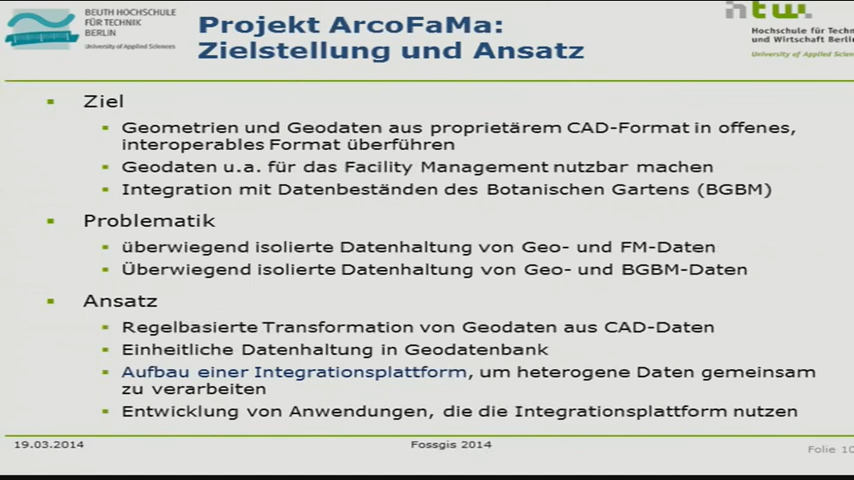 BEUTH HOCHSCHULE
FÜR TECHNIK
BERLIN
University of Applied Sciences
Projekt ArcoFaMa:
Zielstellung und Ansatz
htw.
Hochschule für Techn
und Wirtschaft Berli
University of Applied Scien
Ziel
Geometrien und Geodaten aus proprietärem CAD-Format in offenes,
interoperables Format überführen
Geodaten u.a. für das Facility Management nutzbar machen
Integration mit Datenbeständen des Botanischen Gartens (BGBM)
Problematik
überwiegend isolierte Datenhaltung von Geo- und FM-Daten
Überwiegend isolierte Datenhaltung von Geo- und BGBM-Daten
Ansatz
Regelbasierte Transformation von Geodaten aus CAD-Daten
Einheitliche Datenhaltung in Geodatenbank
Aufbau einer Integrationsplattform, um heterogene Daten gemeinsam
zu verarbeiten
Entwicklung von Anwendungen, die die Integrationsplattform nutzen
19.03.2014
Fossgis 2014
Folie 10